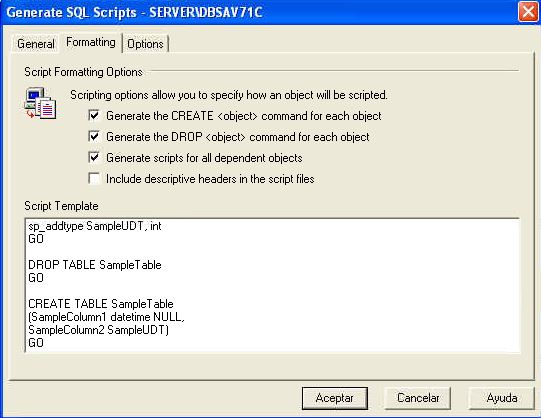 Generate SQL Scripts - SERVER\DBSAV71C
General Formatting Options
Script Formatting Options
Scripting options allow you to specify how an object will be scripted.
Generate the CREATE <object> command for each object
Generate the DROP <object> command for each object
Generate scripts for all dependent objects
Include descriptive headers in the script files
Script Template
sp_addtype SampleUDT, int
GO
DROP TABLE SampleTable
GO
CREATE TABLE SampleTable
(SampleColumn1 datetime NULL,
SampleColumn2 SampleUDT)
GO
Aceptar Cancelar Ayuda